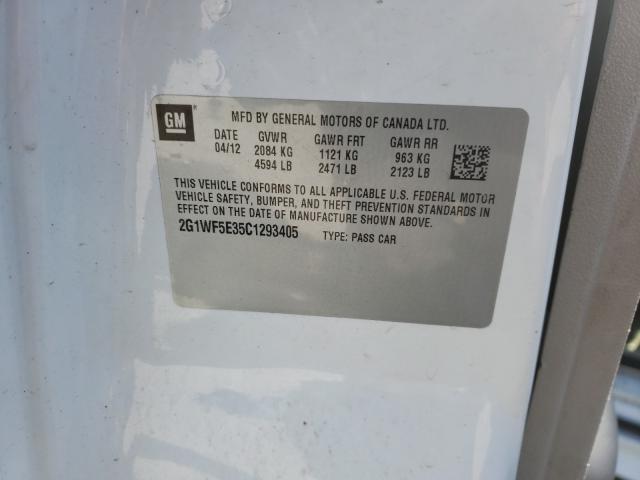 GM
MFD BY GENERAL MOTORS OF CANADA LTD.
DATE GVWR GAWR FRT GAWR RR
04/12 2084 KG 1121 KG 963 KG
4594 LB 2471 LB 2123 LB
THIS VEHICLE CONFORMS TO ALL APPLICABLE U.S. FEDERAL MOTOR
VEHICLE SAFETY, BUMPER, AND THEFT PREVENTION STANDARDS IN
EFFECT ON THE DATE OF MANUFACTURE SHOWN ABOVE.
2G1WF5E35C1293405 TYPE: PASS CAR